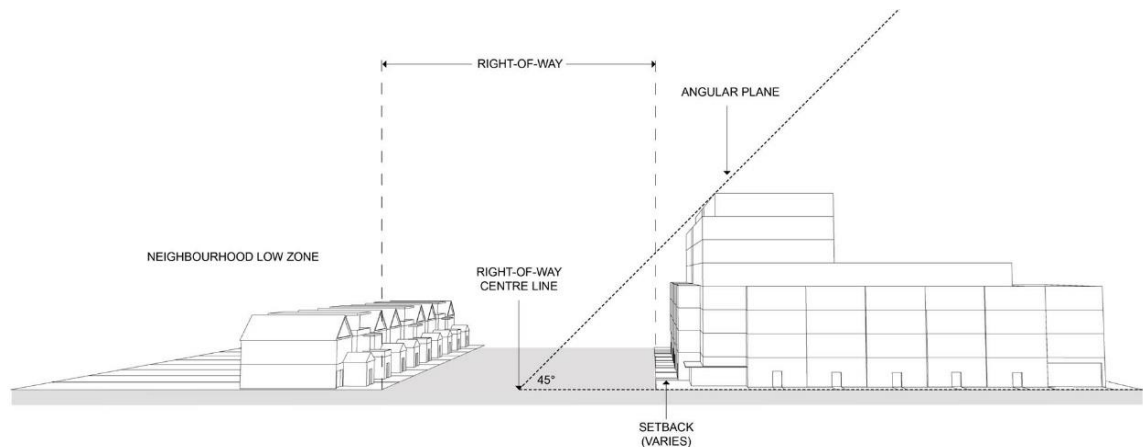 RIGHT-OF-WAY
ANGULAR PLANE
NEIGHBOURHOOD LOW ZONE
RIGHT-OF-WAY
CENTRE LINE
45°
SETBACK
(VARIES)